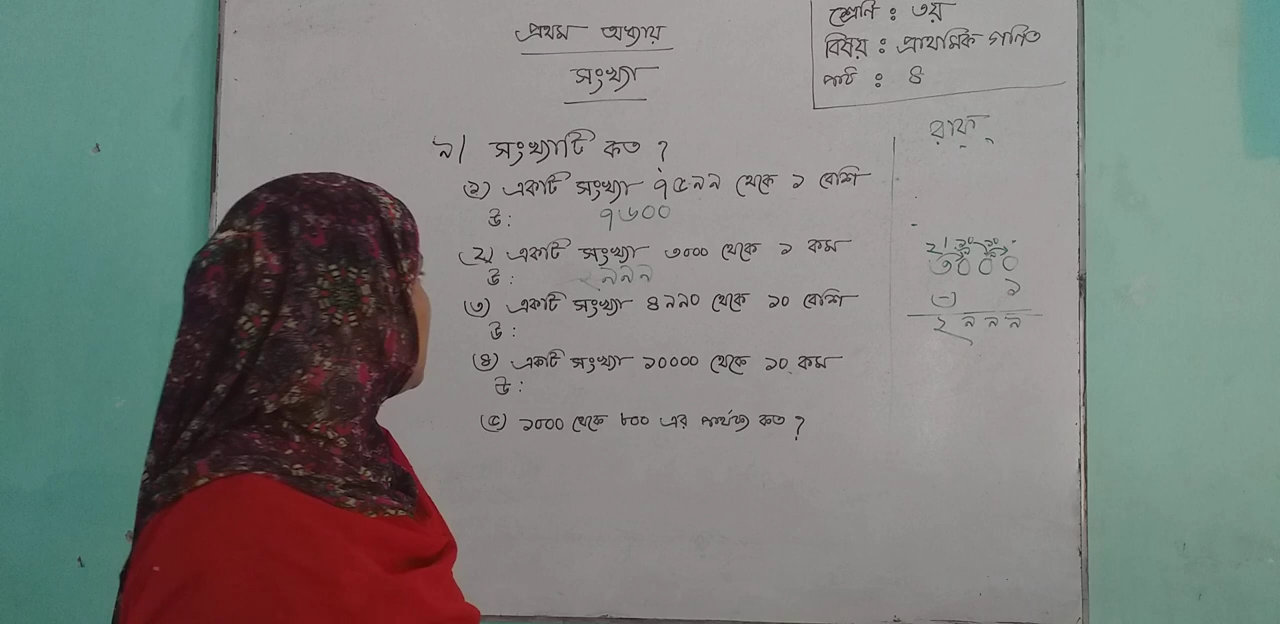 প্রথম অধ্যায়
সংখ্যা
শ্রেণি : ৩য়
বিষয় : প্রাথমিক গণিত
পাঠ : ৪
৯। সংখ্যাটি কত ?
(১) একটি সংখ্যা ৭৫৯৯ থেকে ১ বেশি
উ: ৭৬০০
(২) একটি সংখ্যা ৩০০০ থেকে ১ কম
উ: ২৯৯৯
(৩) একটি সংখ্যা ৪৯৯০ থেকে ১০ বেশি
উ:
(৪) একটি সংখ্যা ১০০০০ থেকে ১০ কম
উ:
(৫) ১০০০ থেকে ৮০০ এর পার্থক্য কত ?
রাফ্
৩০০০
(-) ১
২৯৯৯